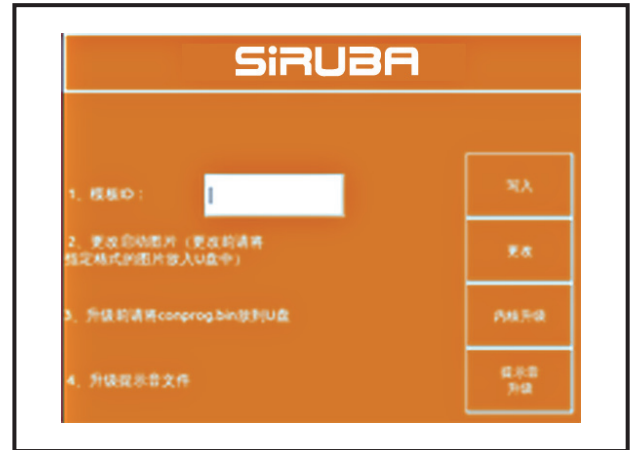 SiRUBA
1、模板ID：
写入
2、更改启动图片（更改前请将
指定格式的图片放入U盘中）
更改
3、升级前请将conprog.bin放到U盘
内核升级
4、升级提示音文件
提示音
升级